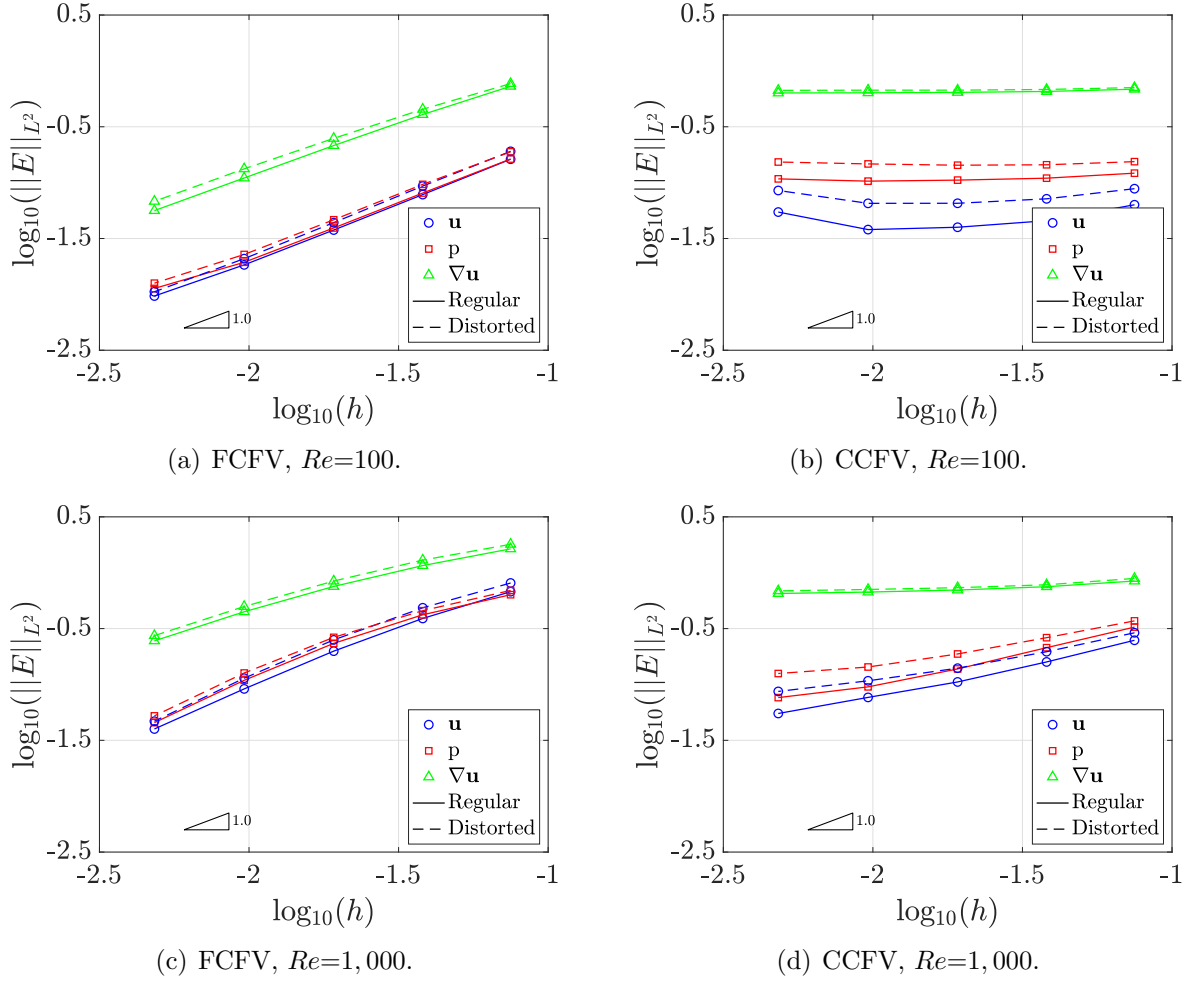 0.5
-0.5
-1.5
-2.5
log10(||E||L2)
u
p
∇u
Regular
Distorted
1.0
-2.5
-2
-1.5
-1
log10(h)
(a) FCFV, Re=100.
0.5
-0.5
-1.5
-2.5
log10(||E||L2)
u
p
∇u
Regular
Distorted
1.0
-2.5
-2
-1.5
-1
log10(h)
(b) CCFV, Re=100.
0.5
-0.5
-1.5
-2.5
log10(||E||L2)
u
p
∇u
Regular
Distorted
1.0
-2.5
-2
-1.5
-1
log10(h)
(c) FCFV, Re=1,000.
0.5
-0.5
-1.5
-2.5
log10(||E||L2)
u
p
∇u
Regular
Distorted
1.0
-2.5
-2
-1.5
-1
log10(h)
(d) CCFV, Re=1,000.